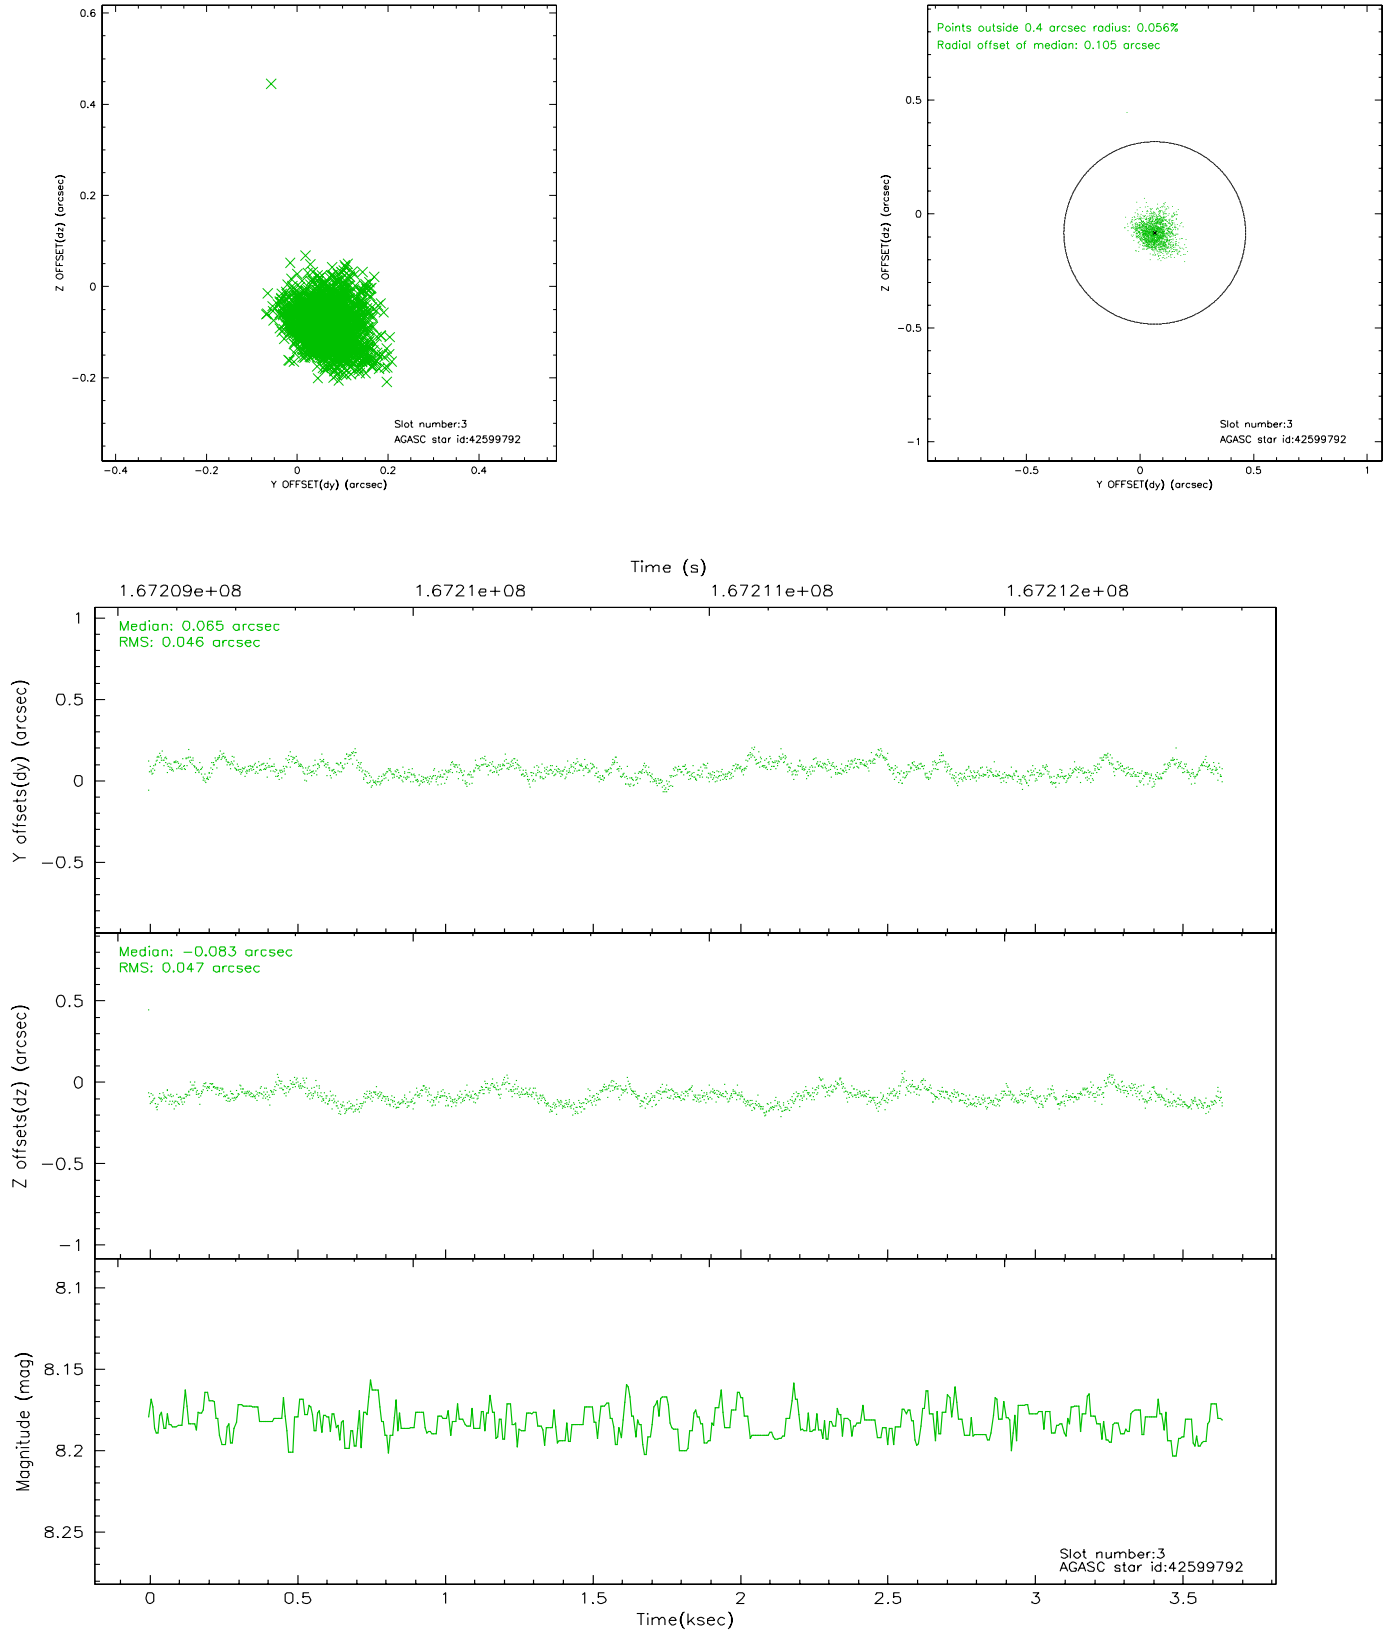 0.6
0.4
0.2
0
−0.2
Z OFFSET(dz) (arcsec)
Slot number:3
AGASC star id:42599792
−0.4 −0.2 0 0.2 0.4
Y OFFSET(dy) (arcsec)
Points outside 0.4 arcsec radius: 0.056%
Radial offset of median: 0.105 arcsec
0.5
0
−0.5
−1
Z OFFSET(dz) (arcsec)
Slot number:3
AGASC star id:42599792
−0.5 0 0.5 1
Y OFFSET(dy) (arcsec)
Time (s)
1.67209e+08 1.6721e+08 1.67211e+08 1.67212e+08
Median: 0.065 arcsec
RMS: 0.046 arcsec
1
0.5
0
−0.5
Y offsets(dy) (arcsec)
Median: −0.083 arcsec
RMS: 0.047 arcsec
0.5
0
−0.5
−1
Z offsets(dz) (arcsec)
8.1
8.15
8.2
8.25
Magnitude (mag)
Slot number:3
AGASC star id:42599792
0 0.5 1 1.5 2 2.5 3 3.5
Time(ksec)